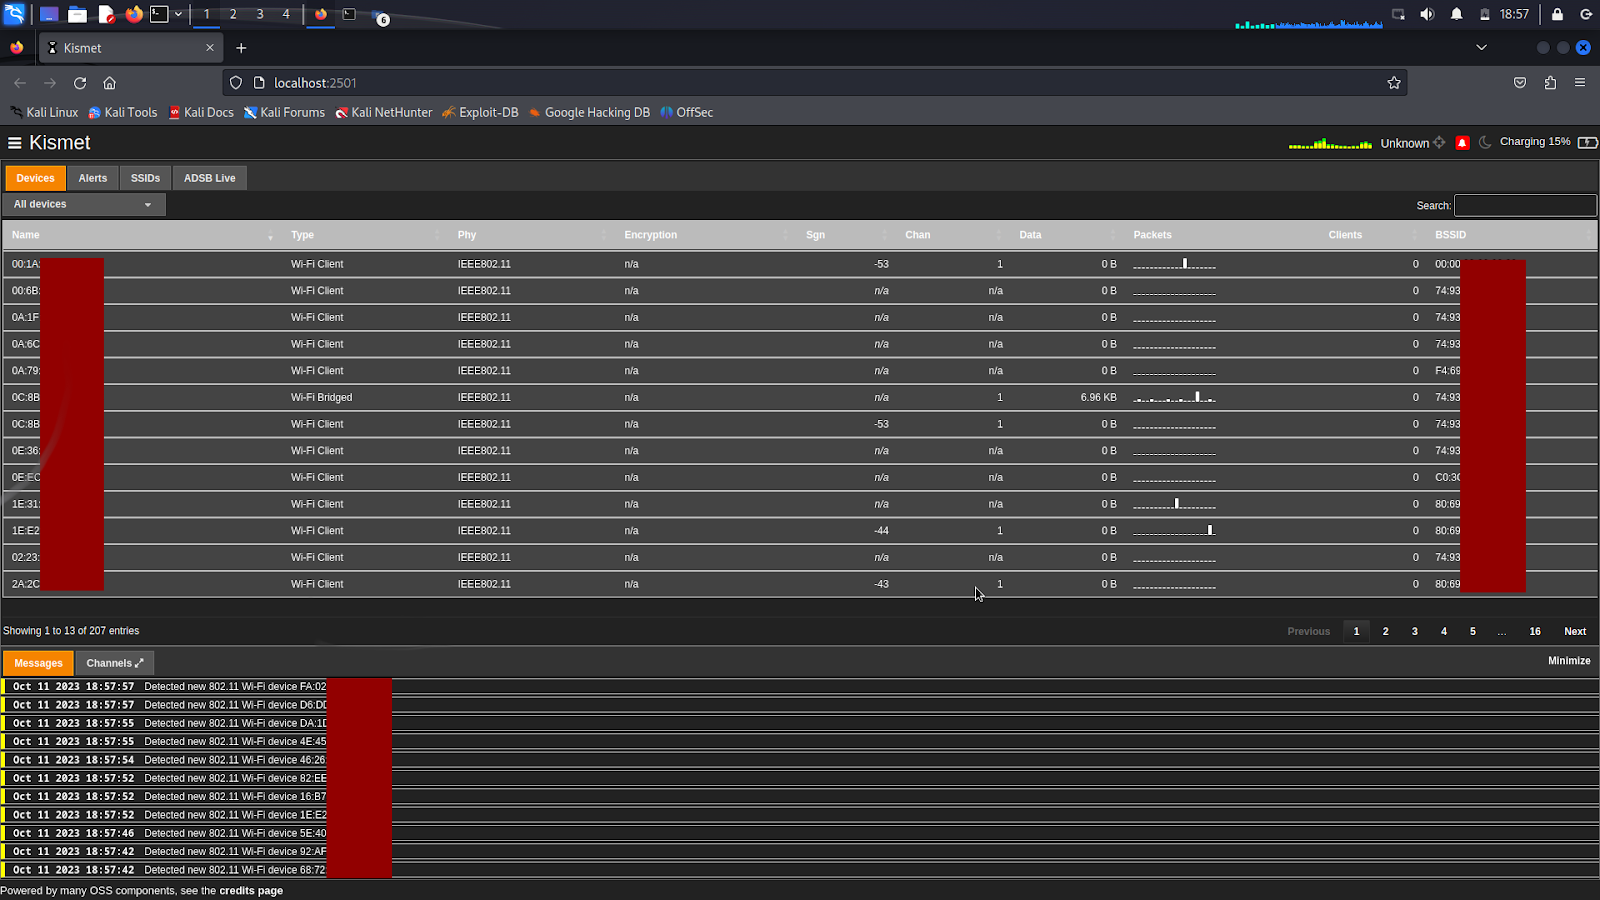 1 2 3 4 6 18:57
Kismet
localhost:2501
Kali Linux Kali Tools Kali Docs Kali Forums Kali NetHunter Exploit-DB Google Hacking DB OffSec
Kismet Unknown Charging 15%
Devices Alerts SSIDs ADSB Live
All devices Search:
Name Type Phy Encryption Sgn Chan Data Packets Clients BSSID
00:1A: Wi-Fi Client IEEE802.11 n/a -53 1 0 B 0 00:00
00:6B: Wi-Fi Client IEEE802.11 n/a n/a n/a 0 B 0 74:93
0A:1F Wi-Fi Client IEEE802.11 n/a n/a n/a 0 B 0 74:93
0A:6C Wi-Fi Client IEEE802.11 n/a n/a n/a 0 B 0 74:93
0A:79: Wi-Fi Client IEEE802.11 n/a n/a n/a 0 B 0 F4:69
0C:8B Wi-Fi Bridged IEEE802.11 n/a n/a 1 6.96 KB 0 74:93
0C:8B Wi-Fi Client IEEE802.11 n/a -53 1 0 B 0 74:93
0E:36: Wi-Fi Client IEEE802.11 n/a n/a n/a 0 B 0 74:93
0E:EC Wi-Fi Client IEEE802.11 n/a n/a n/a 0 B 0 C0:3C
1E:31: Wi-Fi Client IEEE802.11 n/a n/a n/a 0 B 0 80:69
1E:E2 Wi-Fi Client IEEE802.11 n/a -44 1 0 B 0 80:69
02:23: Wi-Fi Client IEEE802.11 n/a n/a n/a 0 B 0 74:93
2A:2C Wi-Fi Client IEEE802.11 n/a -43 1 0 B 0 80:69
Showing 1 to 13 of 207 entries Previous 1 2 3 4 5 … 16 Next
Messages Channels Minimize
Oct 11 2023 18:57:57 Detected new 802.11 Wi-Fi device FA:02
Oct 11 2023 18:57:57 Detected new 802.11 Wi-Fi device D6:DD
Oct 11 2023 18:57:55 Detected new 802.11 Wi-Fi device DA:1D
Oct 11 2023 18:57:55 Detected new 802.11 Wi-Fi device 4E:45
Oct 11 2023 18:57:54 Detected new 802.11 Wi-Fi device 46:26:
Oct 11 2023 18:57:52 Detected new 802.11 Wi-Fi device 82:EE
Oct 11 2023 18:57:52 Detected new 802.11 Wi-Fi device 16:B7
Oct 11 2023 18:57:52 Detected new 802.11 Wi-Fi device 1E:E2
Oct 11 2023 18:57:46 Detected new 802.11 Wi-Fi device 5E:40
Oct 11 2023 18:57:42 Detected new 802.11 Wi-Fi device 92:AF
Oct 11 2023 18:57:42 Detected new 802.11 Wi-Fi device 68:72:
Powered by many OSS components, see the credits page